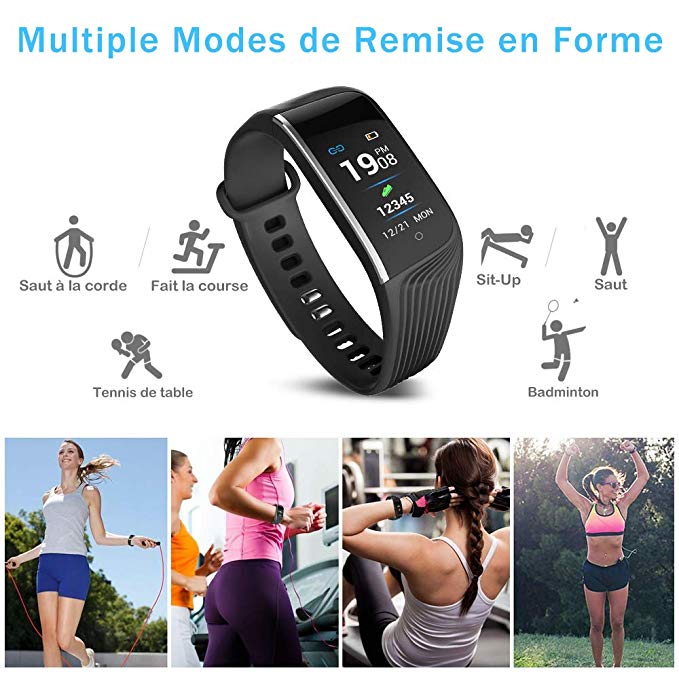 Multiple Modes de Remise en Forme
19 PM 08
12345
12/21 MON
Saut à la corde
Fait la course
Sit-Up
Saut
Tennis de table
Badminton